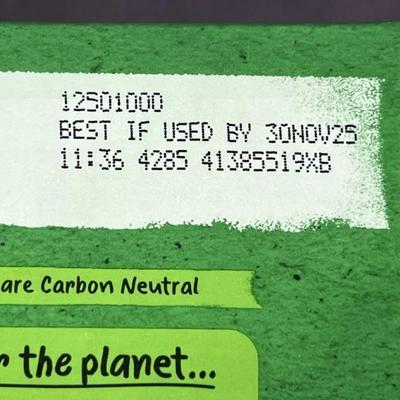 12501000
BEST IF USED BY 30NOV25
11:36 4285 41385519XB
are Carbon Neutral
r the planet...